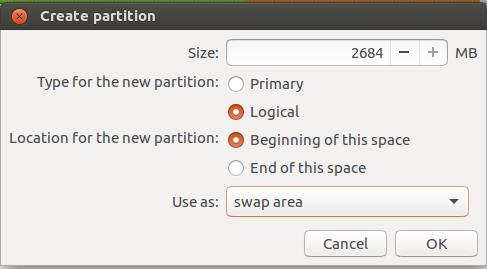 Create partition
Size: 2684 MB
Type for the new partition: Primary
Logical
Location for the new partition: Beginning of this space
End of this space
Use as: swap area
Cancel OK